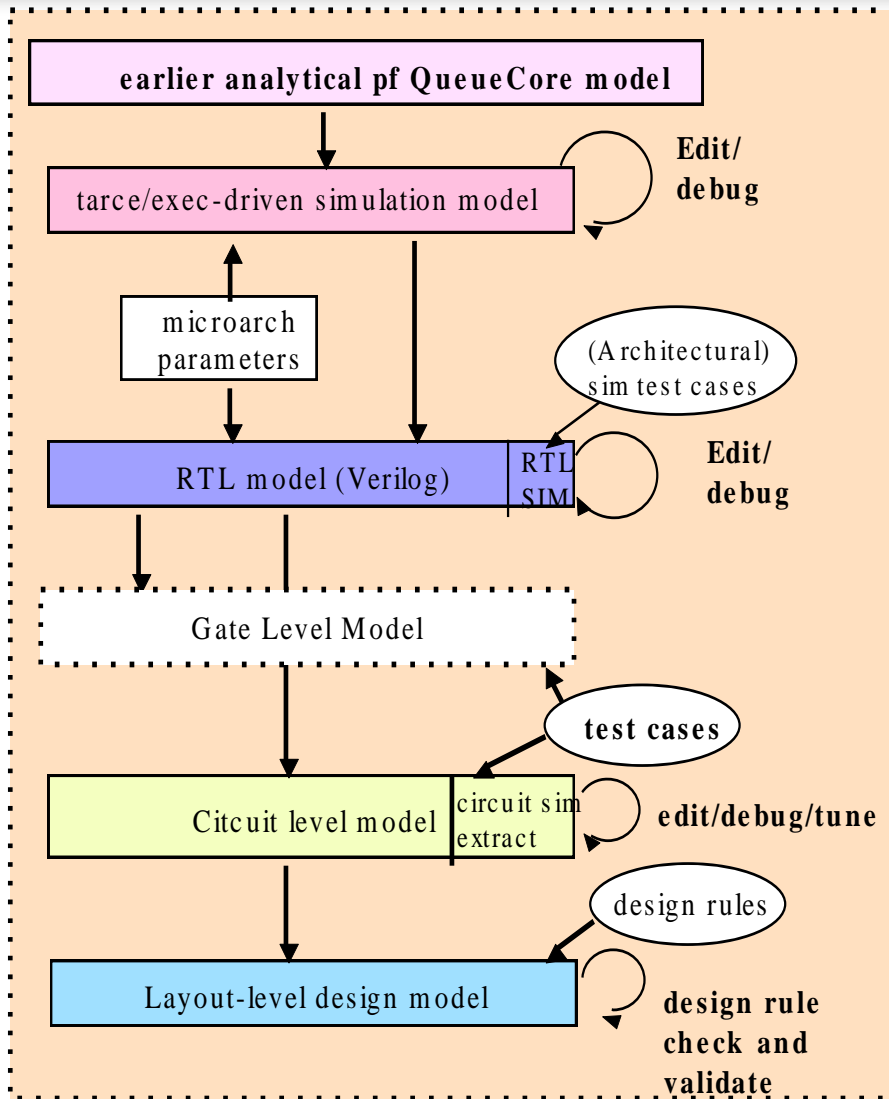 earlier analytical pf QueueCore model
Edit/
debug
tarce/exec-driven simulation model
microarch
parameters
(Architectural)
sim test cases
RTL model (Verilog)
RTL
SIM
Edit/
debug
Gate Level Model
test cases
Citcuit level model
circuit sim
extract
edit/debug/tune
design rules
Layout-level design model
design rule
check and
validate